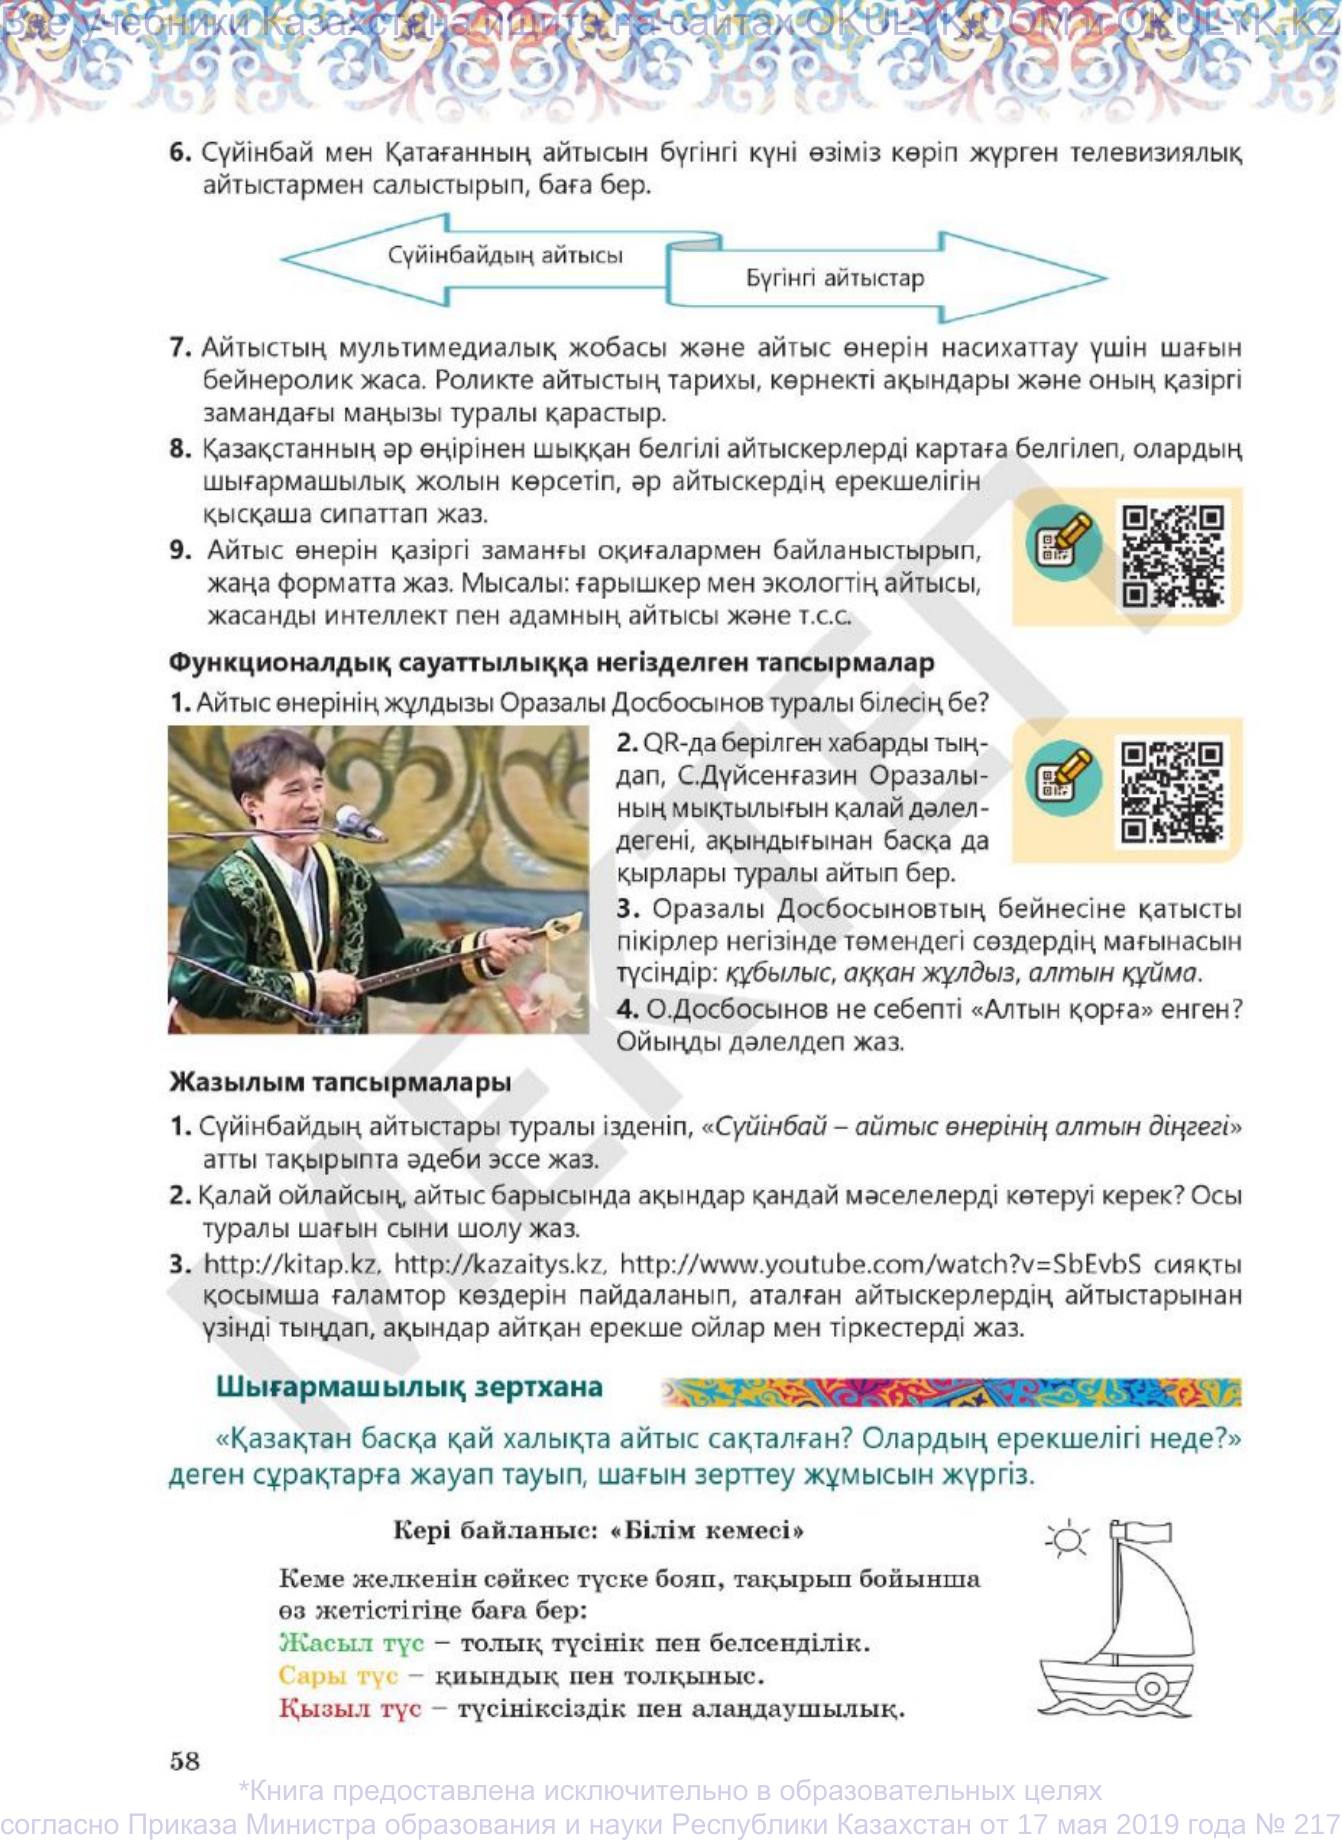 Все учебники Казахстана ищите на сайтах OKULYK.COM и OKULYK.KZ
6. Сүйінбай мен Қатағанның айтысын бүгінгі күні өзіміз көріп жүрген телевизиялық
айтыстармен салыстырып, баға бер.
Сүйінбайдың айтысы
Бүгінгі айтыстар
7. Айтыстың мультимедиалық жобасы және айтыс өнерін насихаттау үшін шағын
бейнеролик жаса. Роликте айтыстың тарихы, көрнекті ақындары және оның қазіргі
замандағы маңызы туралы қарастыр.
8. Қазақстанның әр өңірінен шыққан белгілі айтыскерлерді картаға белгілеп, олардың
шығармашылық жолын көрсетіп, әр айтыскердің ерекшелігін
қысқаша сипаттап жаз.
9. Айтыс өнерін қазіргі заманғы оқиғалармен байланыстырып,
жаңа форматта жаз. Мысалы: ғарышкер мен экологтің айтысы,
жасанды интеллект пен адамның айтысы және т.с.с.
Функционалдық сауаттылыққа негізделген тапсырмалар
1. Айтыс өнерінің жұлдызы Оразалы Досбосынов туралы білесің бе?
2. QR-да берілген хабарды тың-
дап, С.Дүйсенғазин Оразалы-
ның мықтылығын қалай дәлел-
дегені, ақындығынан басқа да
қырлары туралы айтып бер.
3. Оразалы Досбосыновтың бейнесіне қатысты
пікірлер негізінде төмендегі сөздердің мағынасын
түсіндір: құбылыс, аққан жұлдыз, алтын құйма.
4. О.Досбосынов не себепті «Алтын қорға» енген?
Ойыңды дәлелдеп жаз.
Жазылым тапсырмалары
1. Сүйінбайдың айтыстары туралы ізденіп, «Сүйінбай – айтыс өнерінің алтын діңгегі»
атты тақырыпта әдеби эссе жаз.
2. Қалай ойлайсың, айтыс барысында ақындар қандай мәселелерді көтеруі керек? Осы
туралы шағын сыни шолу жаз.
3. http://kitap.kz, http://kazaitys.kz, http://www.youtube.com/watch?v=SbEvbS сияқты
қосымша ғаламтор көздерін пайдаланып, аталған айтыскерлердің айтыстарынан
үзінді тыңдап, ақындар айтқан ерекше ойлар мен тіркестерді жаз.
Шығармашылық зертхана
«Қазақтан басқа қай халықта айтыс сақталған? Олардың ерекшелігі неде?»
деген сұрақтарға жауап тауып, шағын зерттеу жұмысын жүргіз.
Кері байланыс: «Білім кемесі»
Кеме желкенін сәйкес түске бояп, тақырып бойынша
өз жетістігіңе баға бер:
Жасыл түс – толық түсінік пен белсенділік.
Сары түс – қиындық пен толқыныс.
Қызыл түс – түсініксіздік пен алаңдаушылық.
58
МЕКТЕП
*Книга предоставлена исключительно в образовательных целях
согласно Приказа Министра образования и науки Республики Казахстан от 17 мая 2019 года № 217